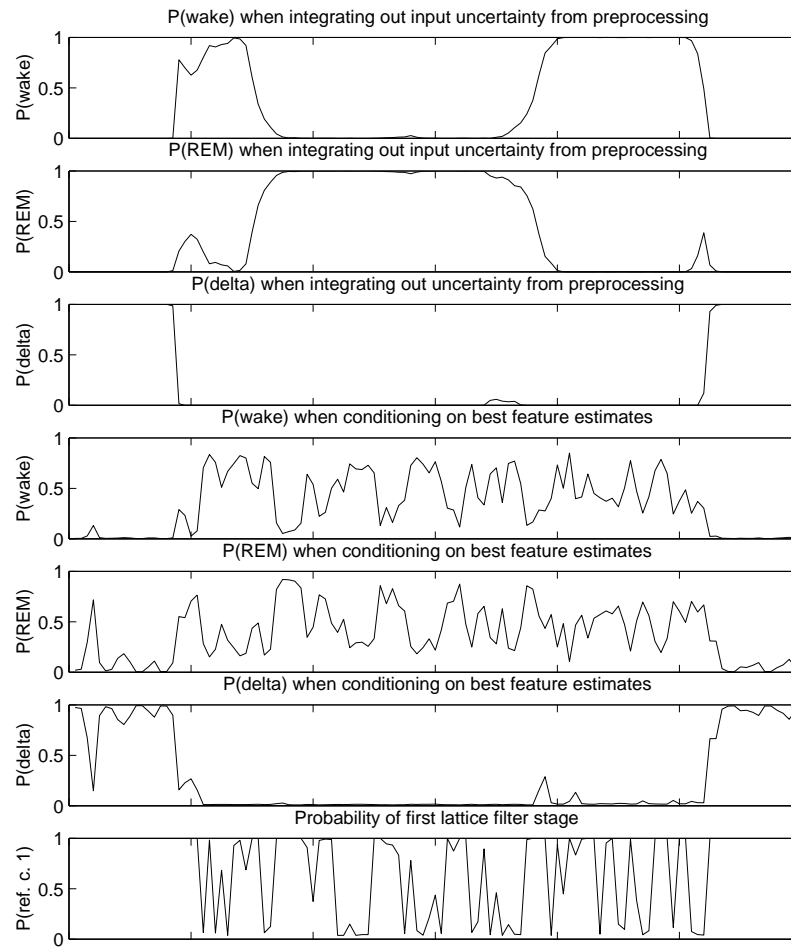 P(wake) when integrating out input uncertainty from preprocessing
1
0.5
0
P(wake)
P(REM) when integrating out input uncertainty from preprocessing
1
0.5
0
P(REM)
P(delta) when integrating out uncertainty from preprocessing
1
0.5
0
P(delta)
P(wake) when conditioning on best feature estimates
1
0.5
0
P(wake)
P(REM) when conditioning on best feature estimates
1
0.5
0
P(REM)
P(delta) when conditioning on best feature estimates
1
0.5
0
P(delta)
Probability of first lattice filter stage
1
0.5
0
P(ref. c. 1)